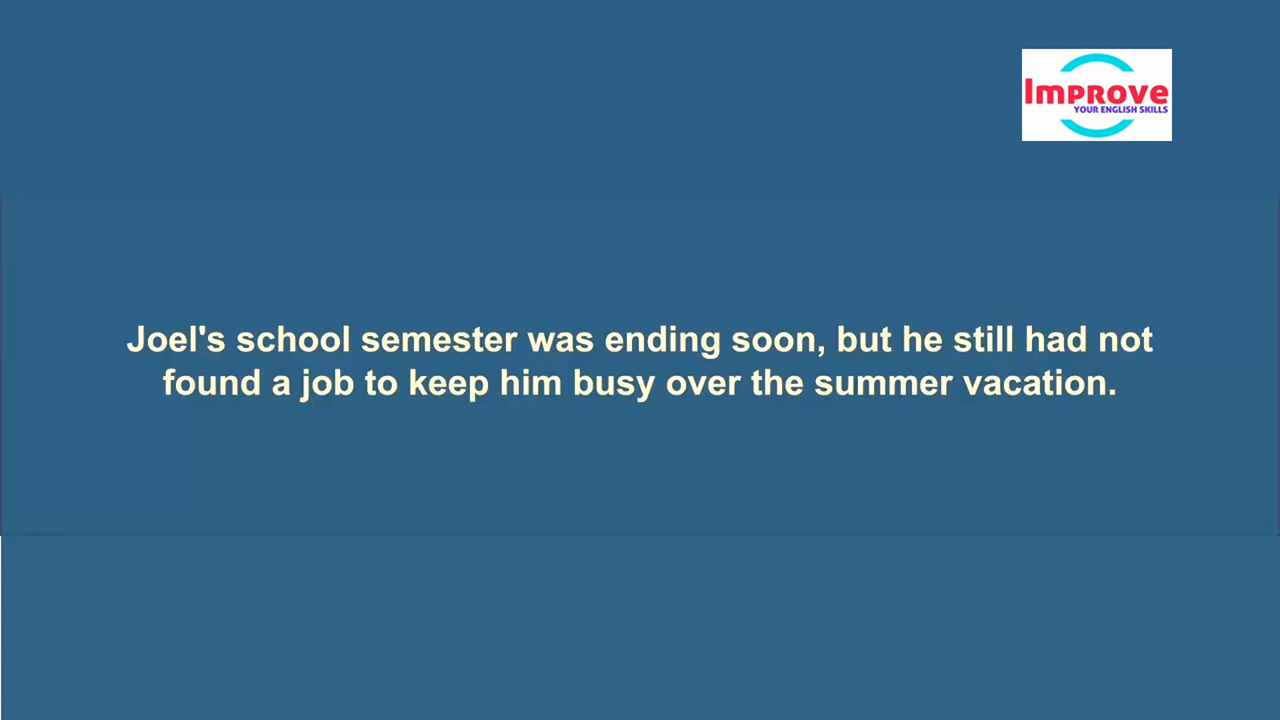 Improve
YOUR ENGLISH SKILLS
Joel's school semester was ending soon, but he still had not
found a job to keep him busy over the summer vacation.